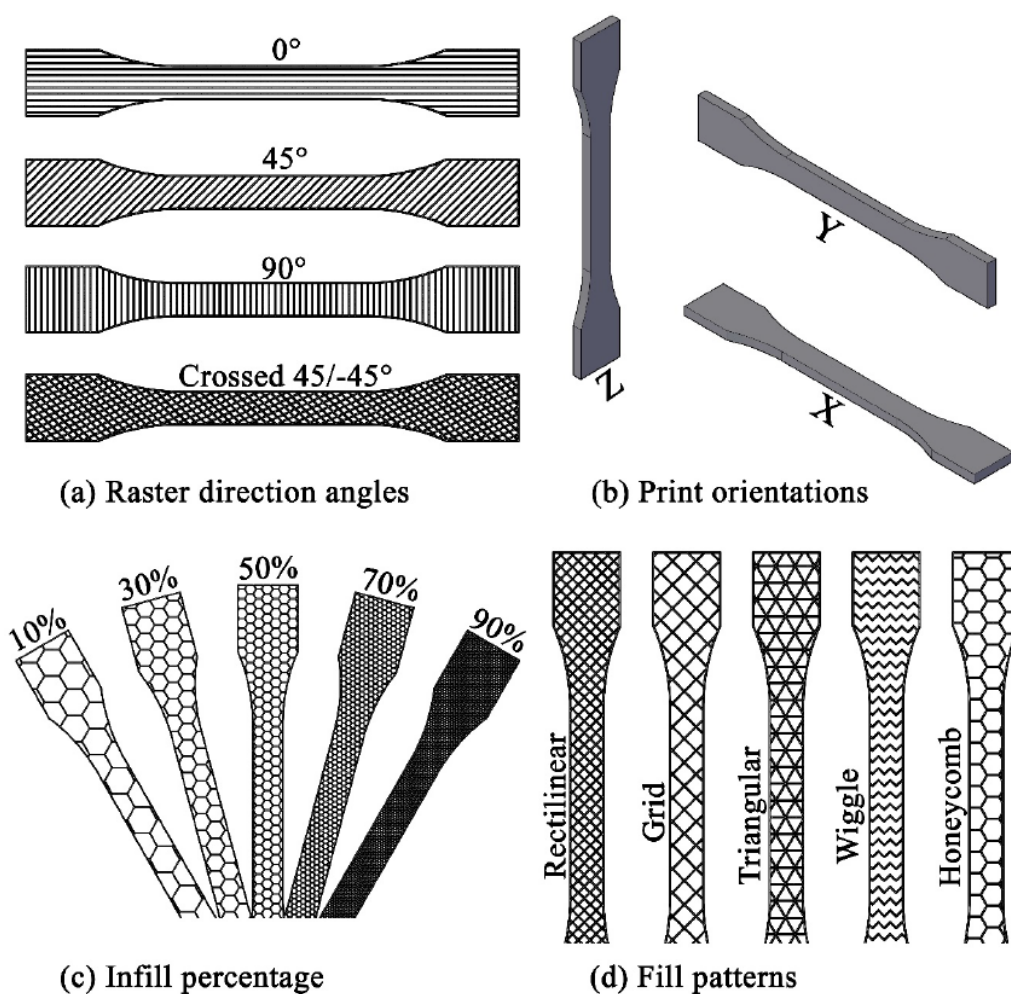 0°
45°
90°
Crossed 45/-45°
(a) Raster direction angles
Z
Y
X
(b) Print orientations
10%
30%
50%
70%
90%
(c) Infill percentage
Rectilinear
Grid
Triangular
Wiggle
Honeycomb
(d) Fill patterns